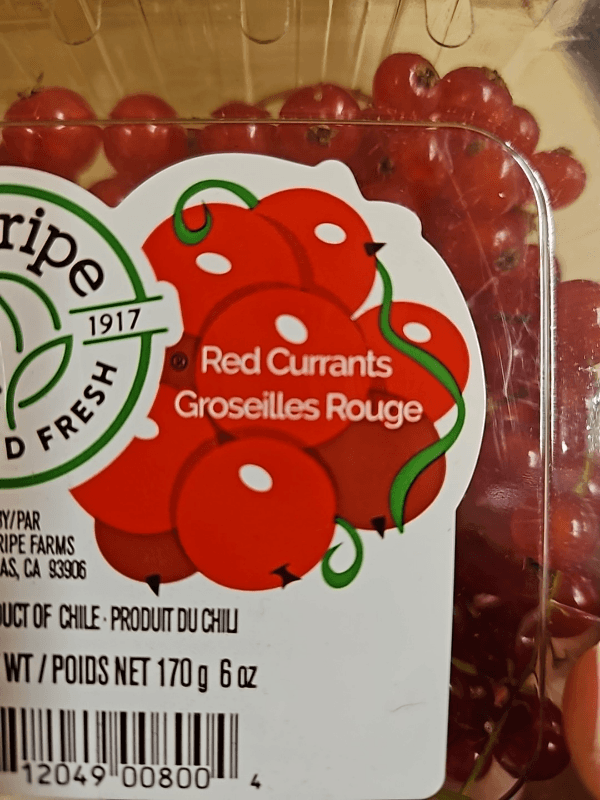 ripe
1917
D FRESH
® Red Currants
Groseilles Rouge
BY/PAR
RIPE FARMS
AS, CA 93906
DUCT OF CHILE · PRODUIT DU CHILI
WT / POIDS NET 170 g 6 oz
12049 00800 4